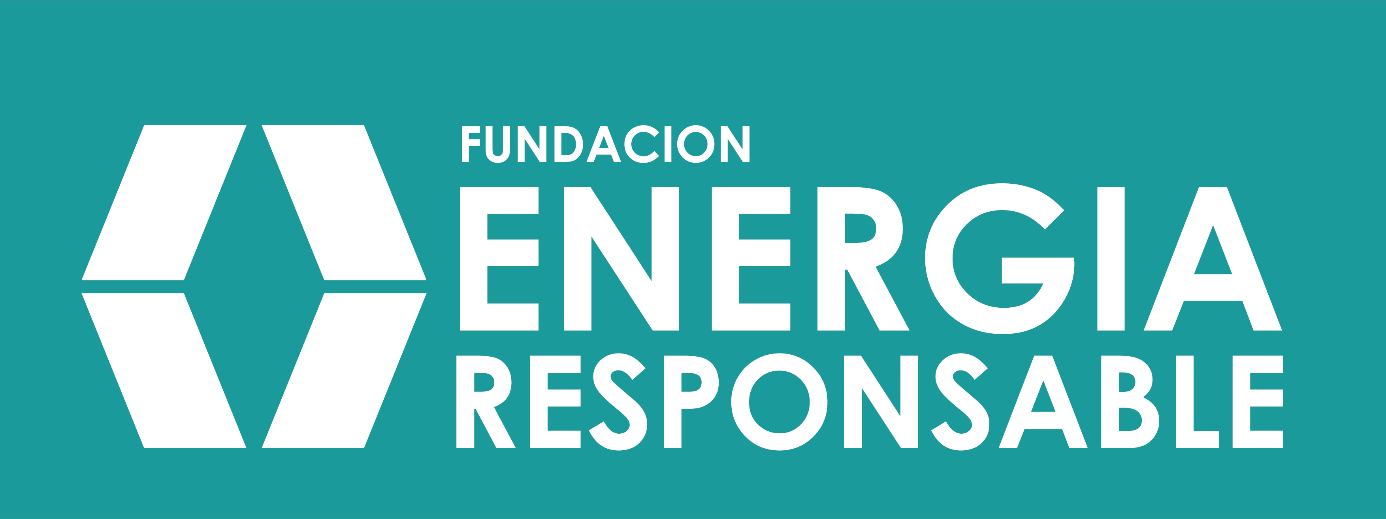 FUNDACION
ENERGIA
RESPONSABLE